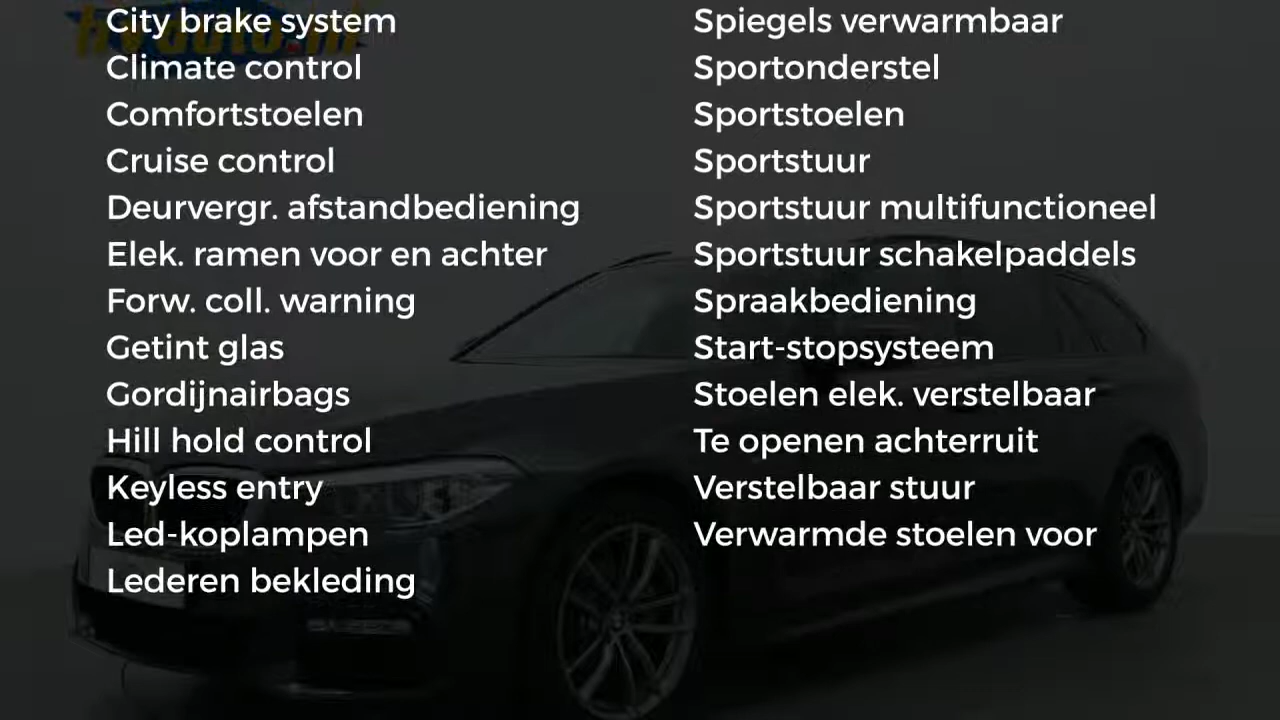 City brake system
Climate control
Comfortstoelen
Cruise control
Deurvergr. afstandbediening
Elek. ramen voor en achter
Forw. coll. warning
Getint glas
Gordijnairbags
Hill hold control
Keyless entry
Led-koplampen
Lederen bekleding
Spiegels verwarmbaar
Sportonderstel
Sportstoelen
Sportstuur
Sportstuur multifunctioneel
Sportstuur schakelpaddels
Spraakbediening
Start-stopsysteem
Stoelen elek. verstelbaar
Te openen achterruit
Verstelbaar stuur
Verwarmde stoelen voor